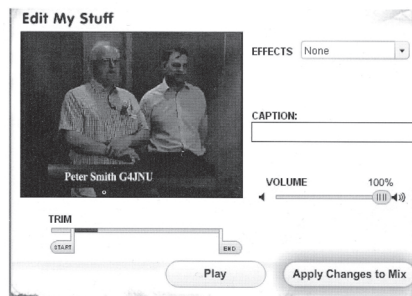 Edit My Stuff
EFFECTS None
CAPTION:
Peter Smith G4JNU
VOLUME 100%
TRIM
START END
Play Apply Changes to Mix